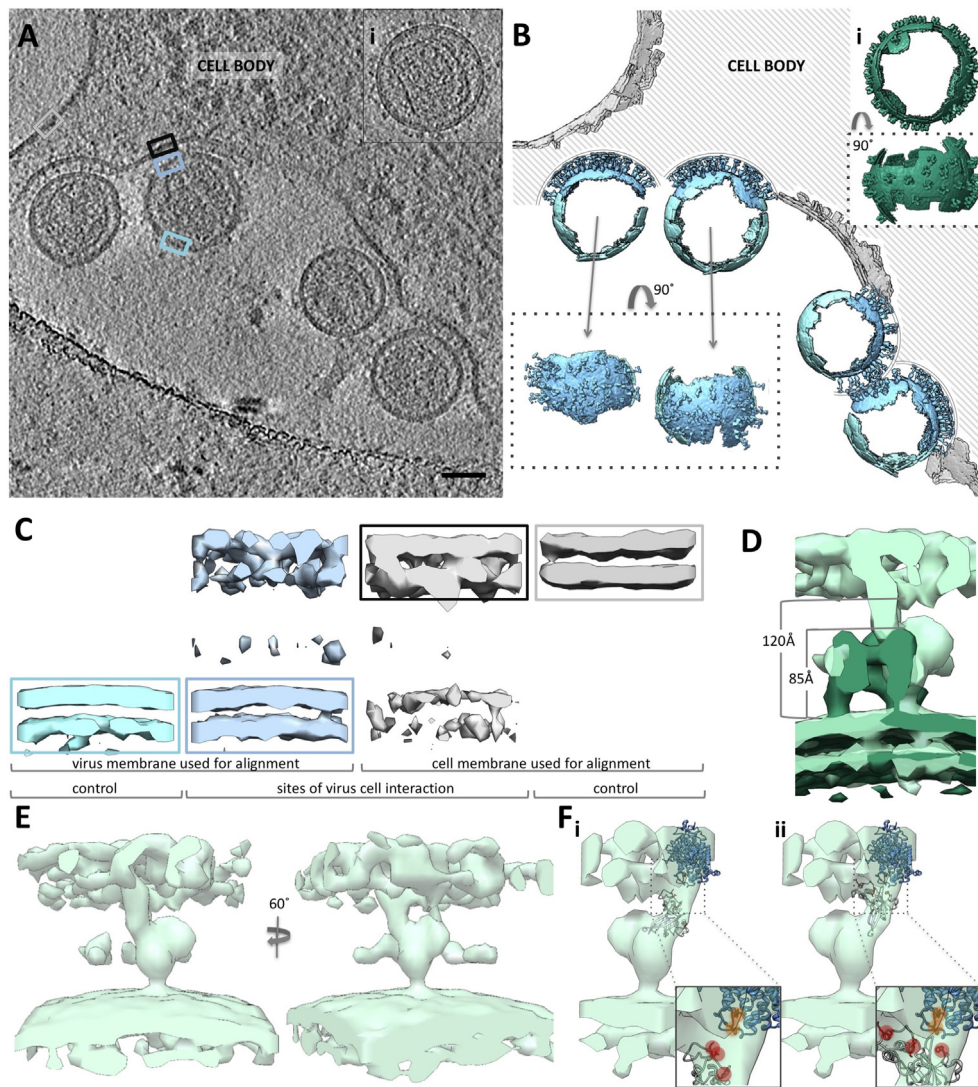 A
CELL BODY
i
B
CELL BODY
i
90°
90°
C
virus membrane used for alignment
cell membrane used for alignment
control
sites of virus cell interaction
control
D
120Å
85Å
E
60°
F
i
ii